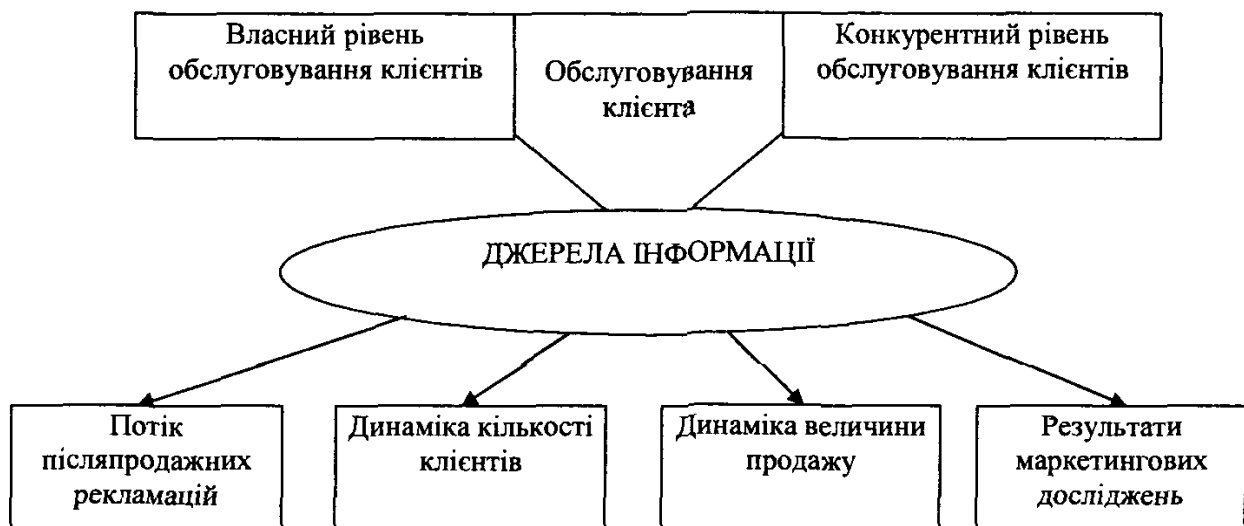 Власний рівень
обслуговування клієнтів
Обслуговування
клієнта
Конкурентний рівень
обслуговування клієнтів
ДЖЕРЕЛА ІНФОРМАЦІЇ
Потік
післяпродажних
рекламацій
Динаміка кількості
клієнтів
Динаміка величини
продажу
Результати
маркетингових
досліджень